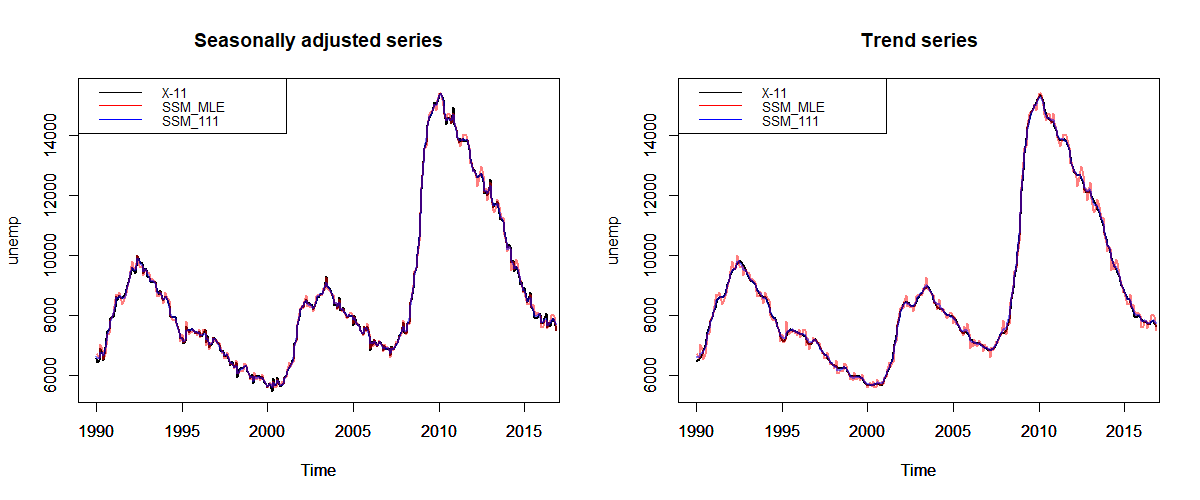 Seasonally adjusted series
X-11
SSM_MLE
SSM_111
unemp
14000
12000
10000
8000
6000
1990 1995 2000 2005 2010 2015
Time
Trend series
X-11
SSM_MLE
SSM_111
unemp
14000
12000
10000
8000
6000
1990 1995 2000 2005 2010 2015
Time